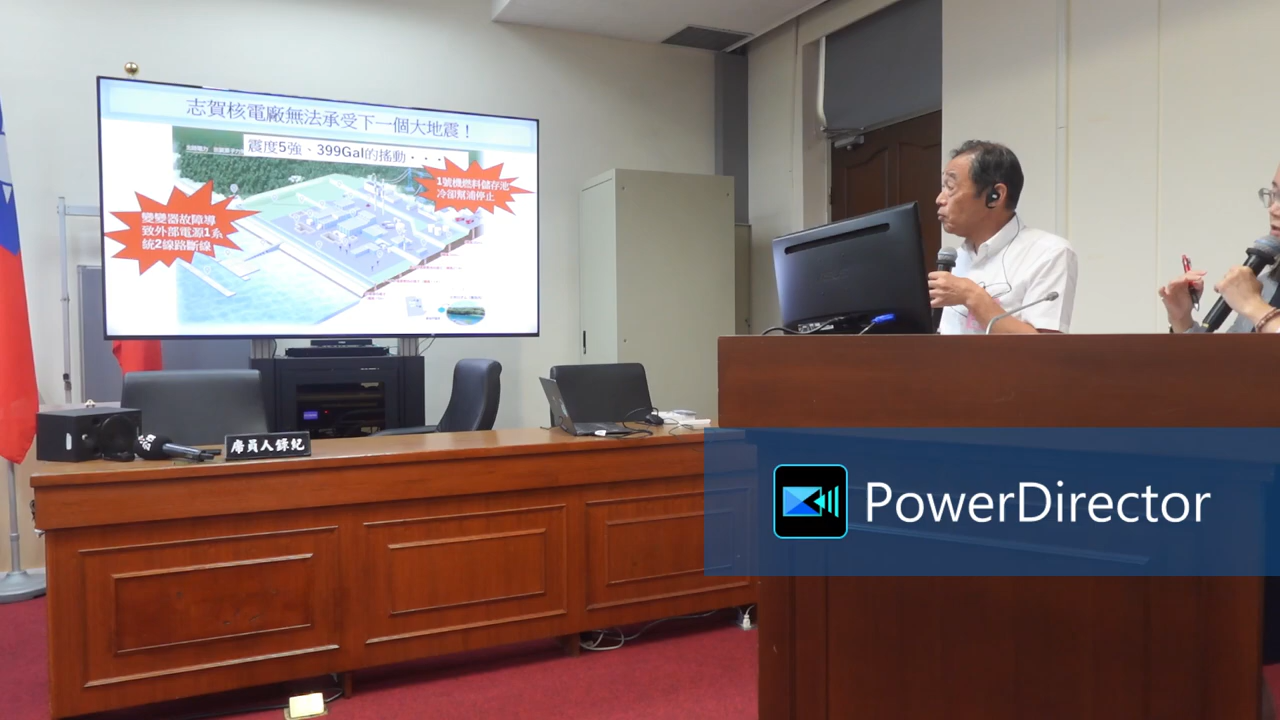 志賀核電廠無法承受下一個大地震！
震度5強、399Gal的搖動・・・
1號機燃料儲存池
冷卻幫浦停止
變變器故障導
致外部電源1系
統2線路斷線
席員人錄紀
PowerDirector